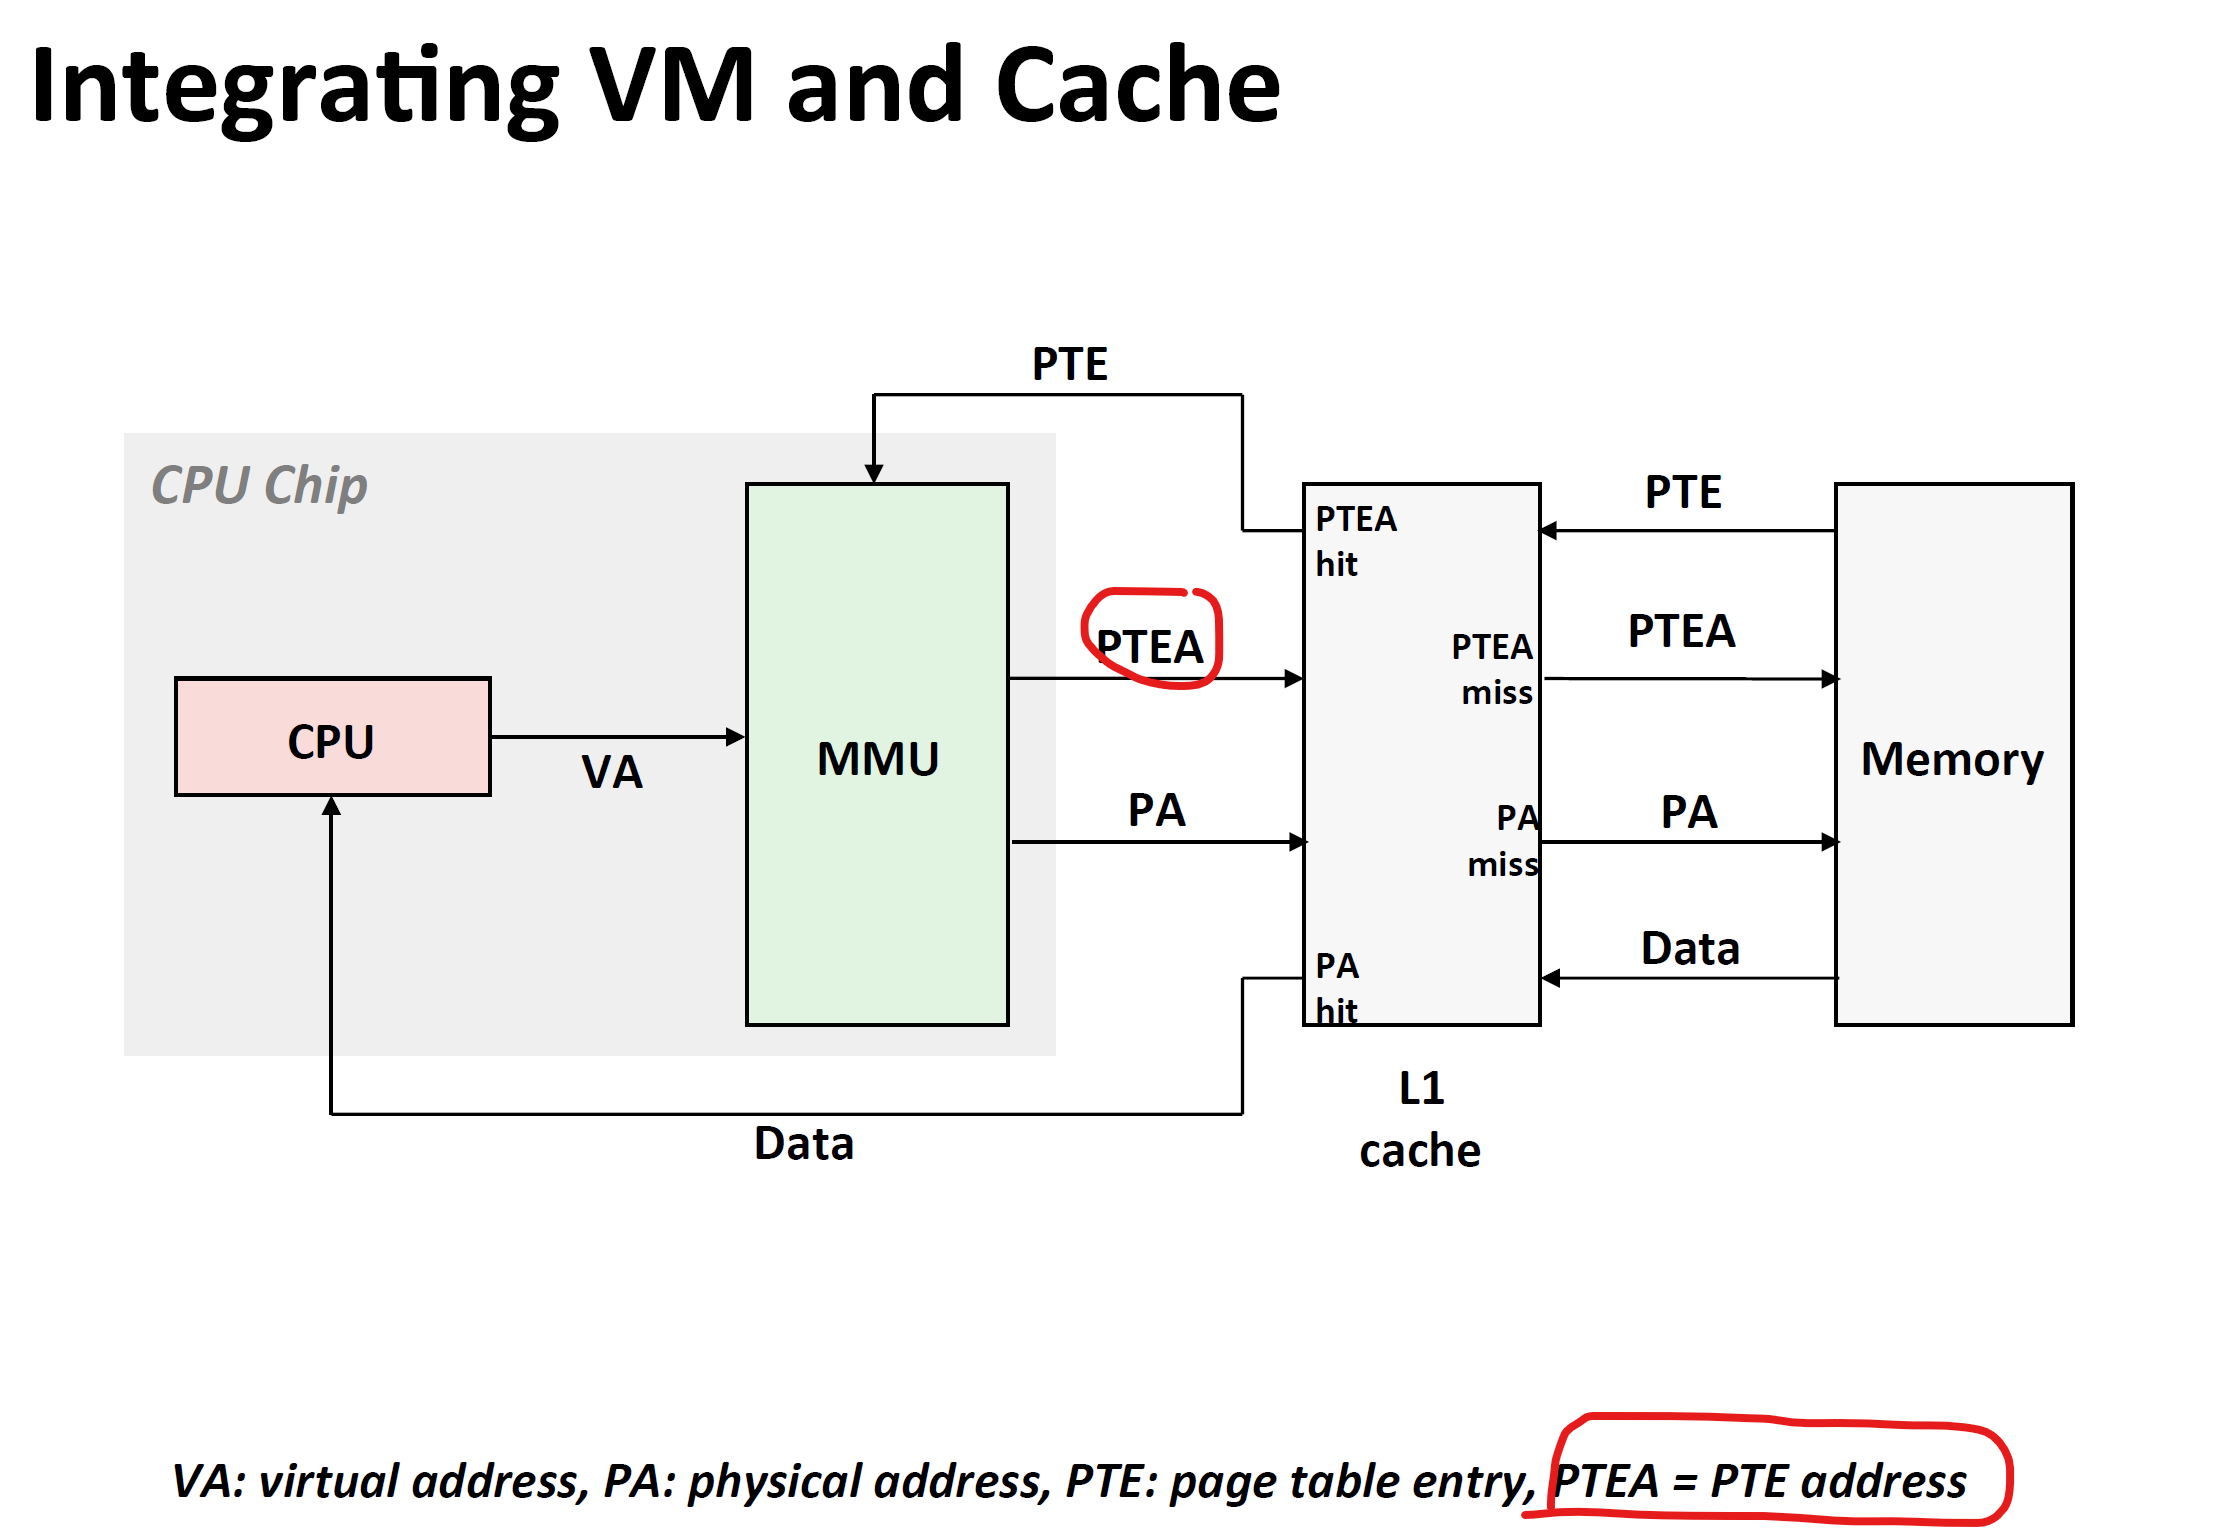 Integrating VM and Cache
PTE
CPU Chip
PTE
PTEA
hit
PTEA
PTEA
PTEA
miss
CPU
VA
MMU
Memory
PA
PA
PA
miss
Data
PA
hit
L1
cache
Data
VA: virtual address, PA: physical address, PTE: page table entry, PTEA = PTE address